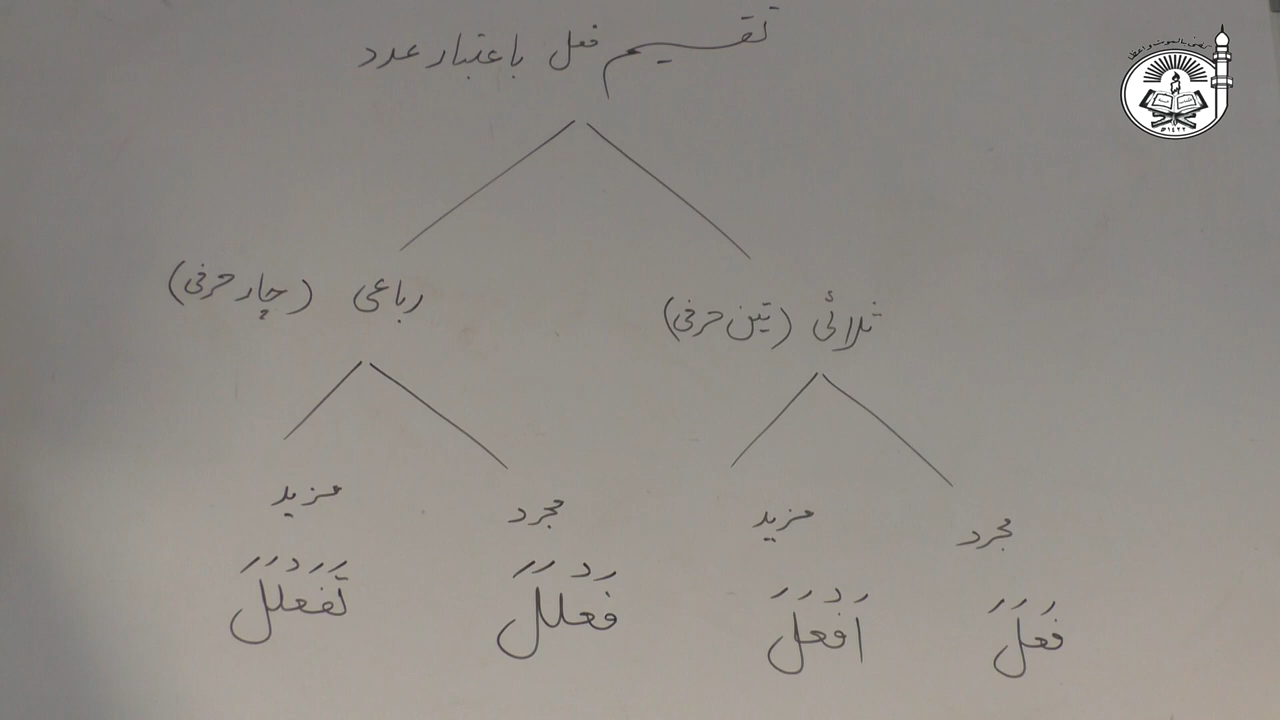 تقسیم فعل باعتبار عدد
ثلاثی (تین حرفی)
رباعی (چار حرفی)
مجرد
مزید
مجرد
مزید
فَعَلَ
اَفْعَلَ
فَعْلَلَ
تَفَعْلَلَ